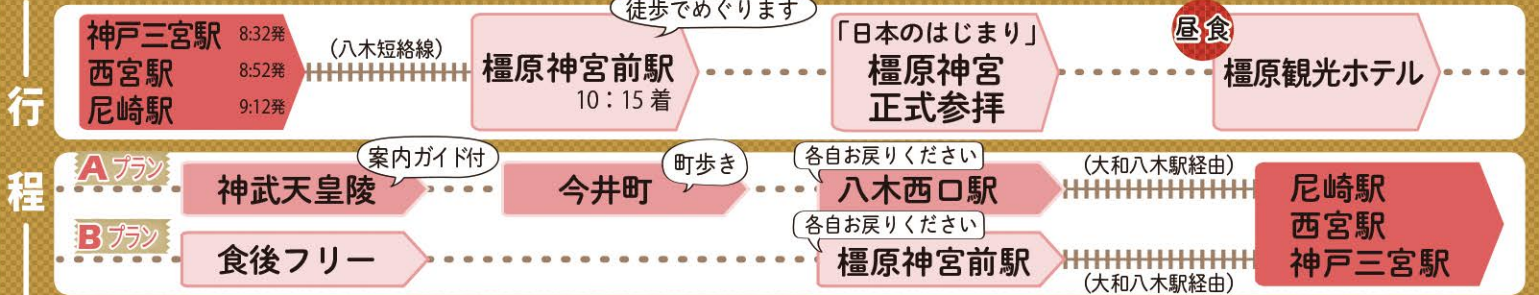 行程
神戸三宮駅 8:32発
西宮駅 8:52発
尼崎駅 9:12発
(八木短絡線)
徒歩でめぐります
橿原神宮前駅
10:15着
「日本のはじまり」
橿原神宮
正式参拝
昼食
橿原観光ホテル
Aプラン
神武天皇陵
案内ガイド付
今井町
町歩き
各自お戻りください
八木西口駅
(大和八木駅経由)
Bプラン
食後フリー
各自お戻りください
橿原神宮前駅
(大和八木駅経由)
尼崎駅
西宮駅
神戸三宮駅